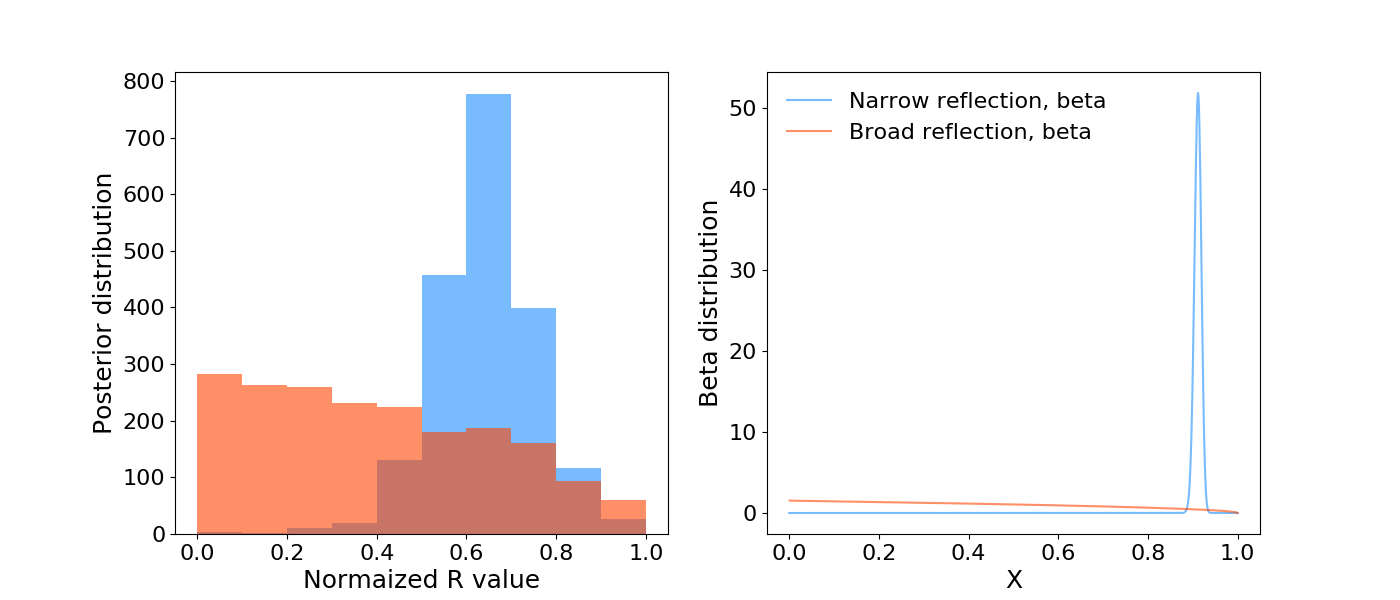 800
700
600
500
400
300
200
100
0
Posterior distribution
0.0 0.2 0.4 0.6 0.8 1.0
Normaized R value
Narrow reflection, beta
Broad reflection, beta
50
40
30
20
10
0
Beta distribution
0.0 0.2 0.4 0.6 0.8 1.0
X